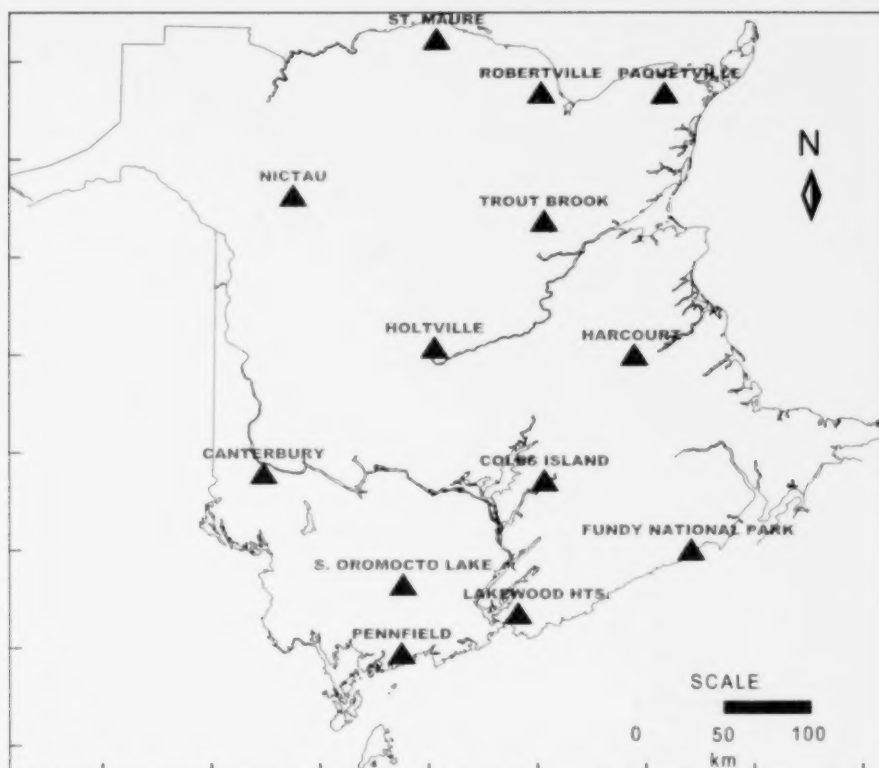 ST. MAURE
ROBERTVILLE
PAQUETVILLE
N
NICTAU
TROUT BROOK
HOLTVILLE
HARCOURT
CANTERBURY
COLES ISLAND
FUNDY NATIONAL PARK
S. OROMOCTO LAKE
LAKEWOOD HTS.
PENNFIELD
SCALE
0 50 100
km